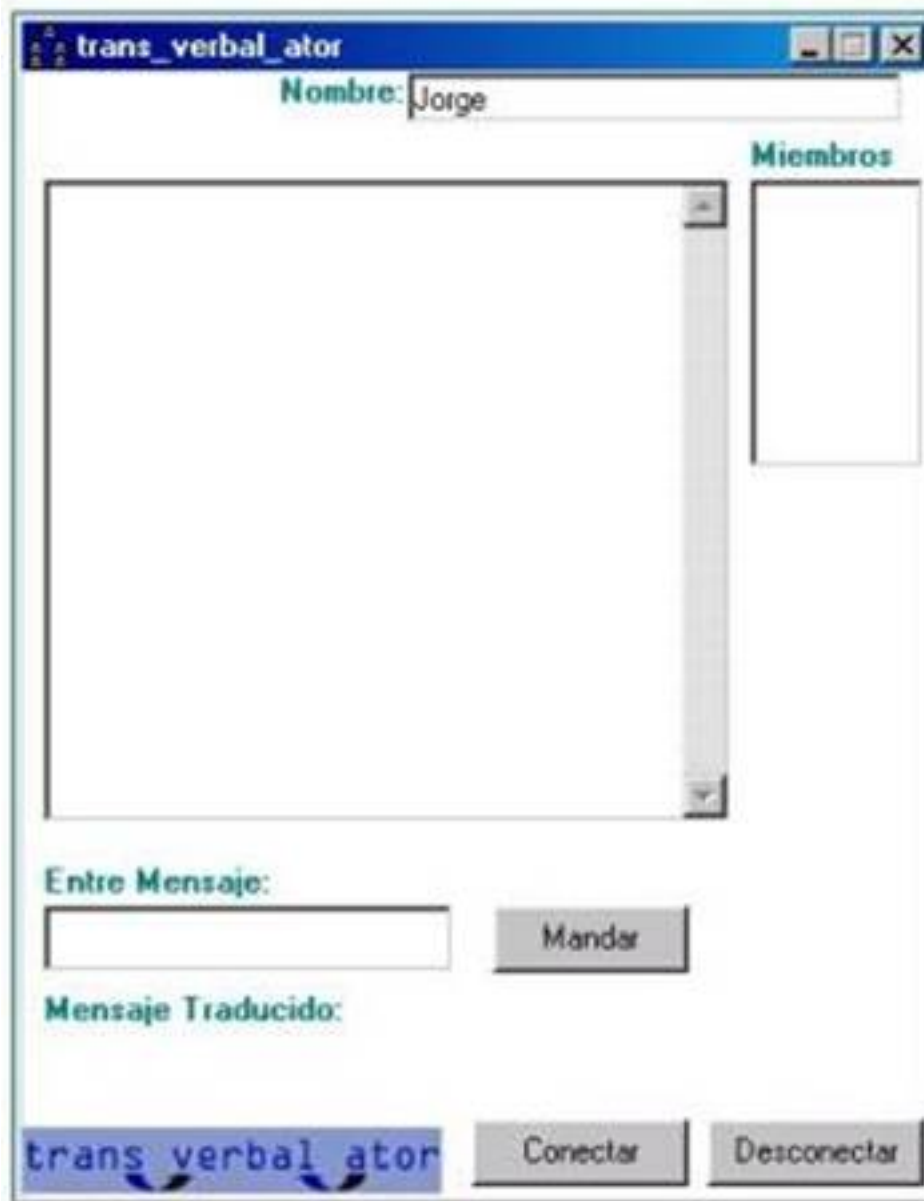 trans_verbal_ator
Nombre: Jorge
Miembros
Entre Mensaje:
Mandar
Mensaje Traducido:
trans_verbal_ator
Conectar
Desconectar